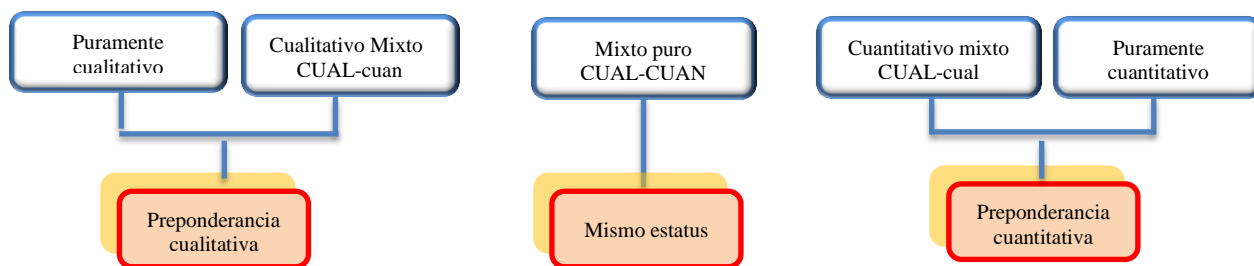 Puramente
cualitativo
Cualitativo Mixto
CUAL-cuan
Mixto puro
CUAL-CUAN
Cuantitativo mixto
CUAL-cual
Puramente
cuantitativo
Preponderancia
cualitativa
Mismo estatus
Preponderancia
cuantitativa